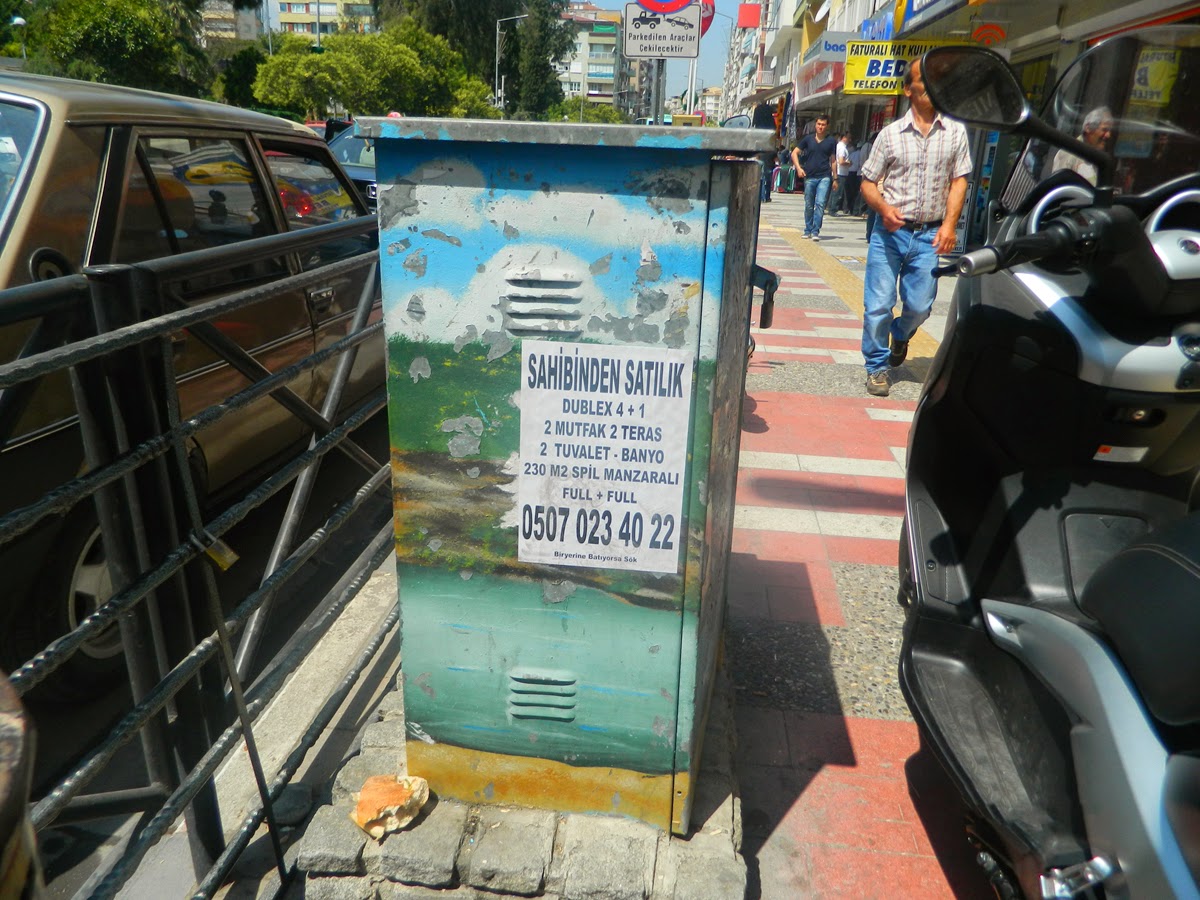 Parkedilen Araçlar
Çekilecektir
FATURALI HAT
BED
TELEFON
SAHİBİNDEN SATILIK
DUBLEX 4 + 1
2 MUTFAK 2 TERAS
2 TUVALET - BANYO
230 M2 SPİL MANZARALI
FULL + FULL
0507 023 40 22
Biryerine Batıyorsa Sök